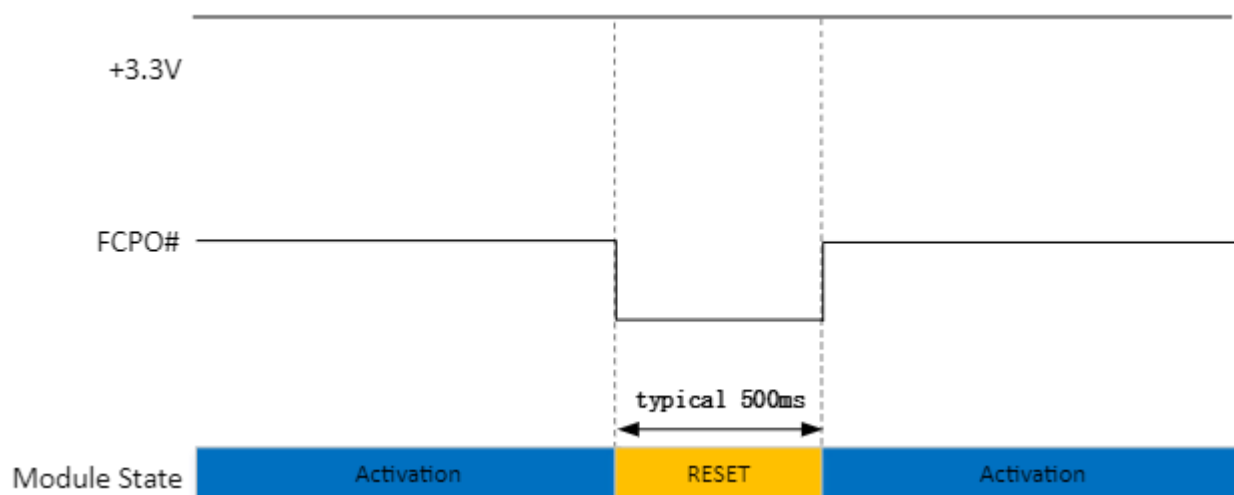 +3.3V
FCPO#
typical 500ms
Module State
Activation
RESET
Activation